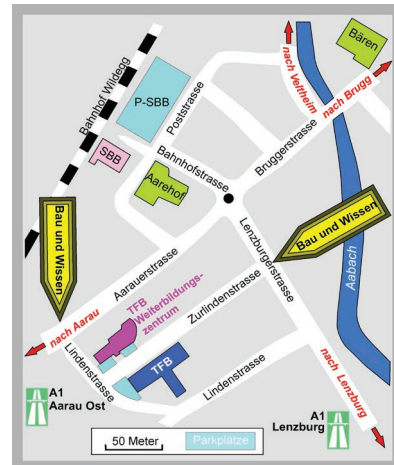 Bären
nach Veltheim
nach Brugg
Bahnhof Wildegg
P-SBB
Poststrasse
SBB
Bahnhofstrasse
Bruggerstrasse
Aarehof
Bau und Wissen
Bau und Wissen
Aabach
Aarauerstrasse
Lenzburgerstrasse
TFB
Weiterbildungs-
zentrum
Zurlindenstrasse
nach Aarau
Lindenstrasse
TFB
Lindenstrasse
nach Lenzburg
A1
Aarau Ost
A1
Lenzburg
50 Meter
Parkplätze